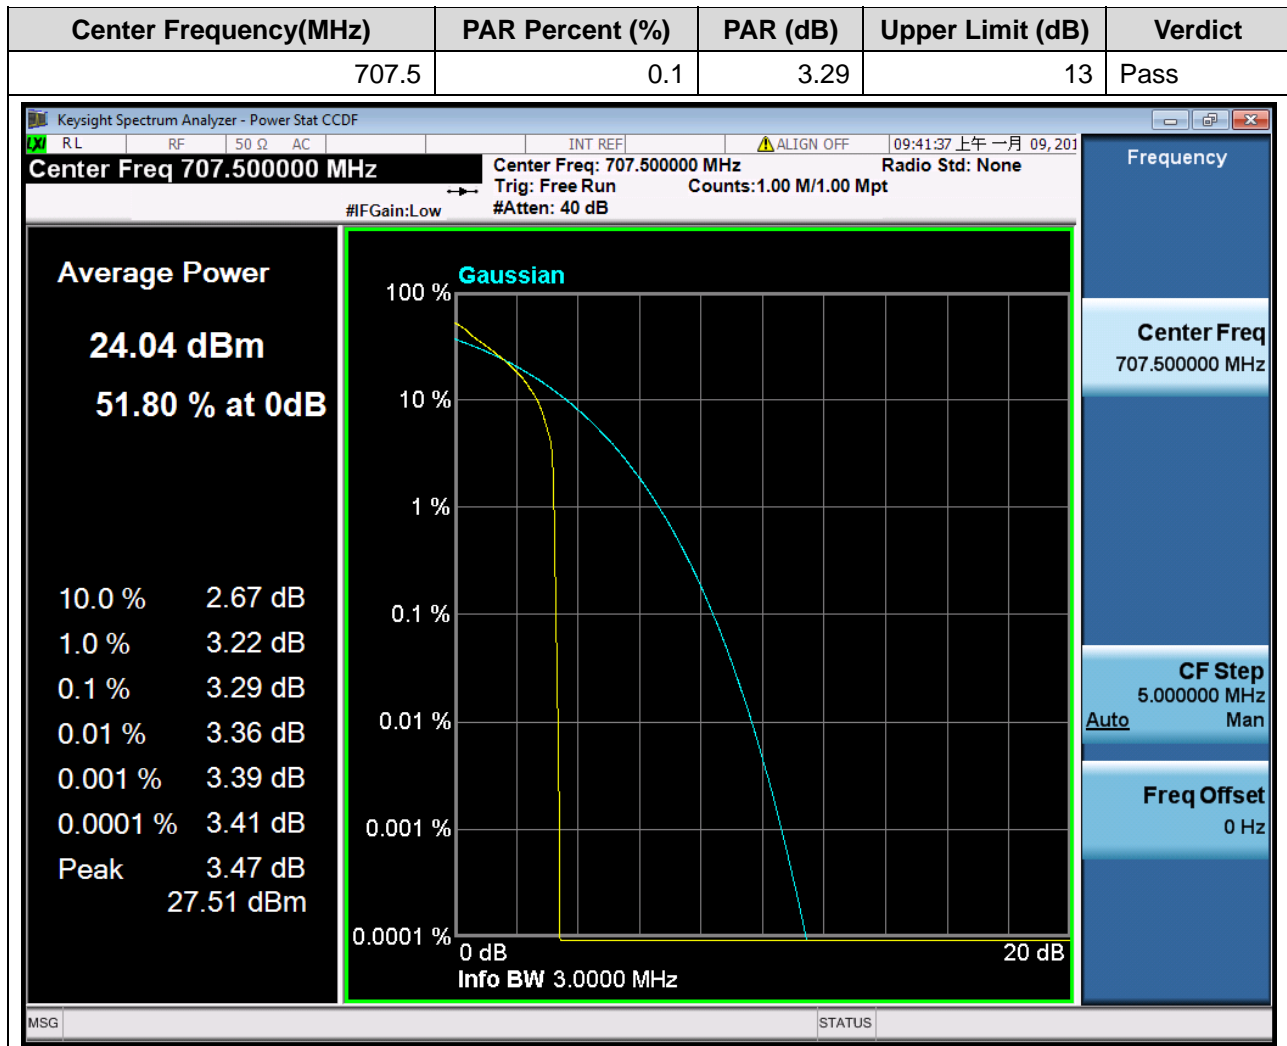 Center Frequency(MHz) PAR Percent (%) PAR (dB) Upper Limit (dB) Verdict
707.5 0.1 3.29 13 Pass
Keysight Spectrum Analyzer - Power Stat CCDF
LXI RL RF 50 Ω AC INT REF ALIGN OFF 09:41:37 上午 一月 09, 201
Center Freq 707.500000 MHz
Center Freq: 707.500000 MHz Radio Std: None
Trig: Free Run Counts:1.00 M/1.00 Mpt
#IFGain:Low #Atten: 40 dB
Average Power
24.04 dBm
51.80 % at 0dB
10.0 % 2.67 dB
1.0 % 3.22 dB
0.1 % 3.29 dB
0.01 % 3.36 dB
0.001 % 3.39 dB
0.0001 % 3.41 dB
Peak 3.47 dB
27.51 dBm
Gaussian
100 %
10 %
1 %
0.1 %
0.01 %
0.001 %
0.0001 %
0 dB 20 dB
Info BW 3.0000 MHz
Frequency
Center Freq
707.500000 MHz
CF Step
5.000000 MHz
Auto Man
Freq Offset
0 Hz
MSG STATUS